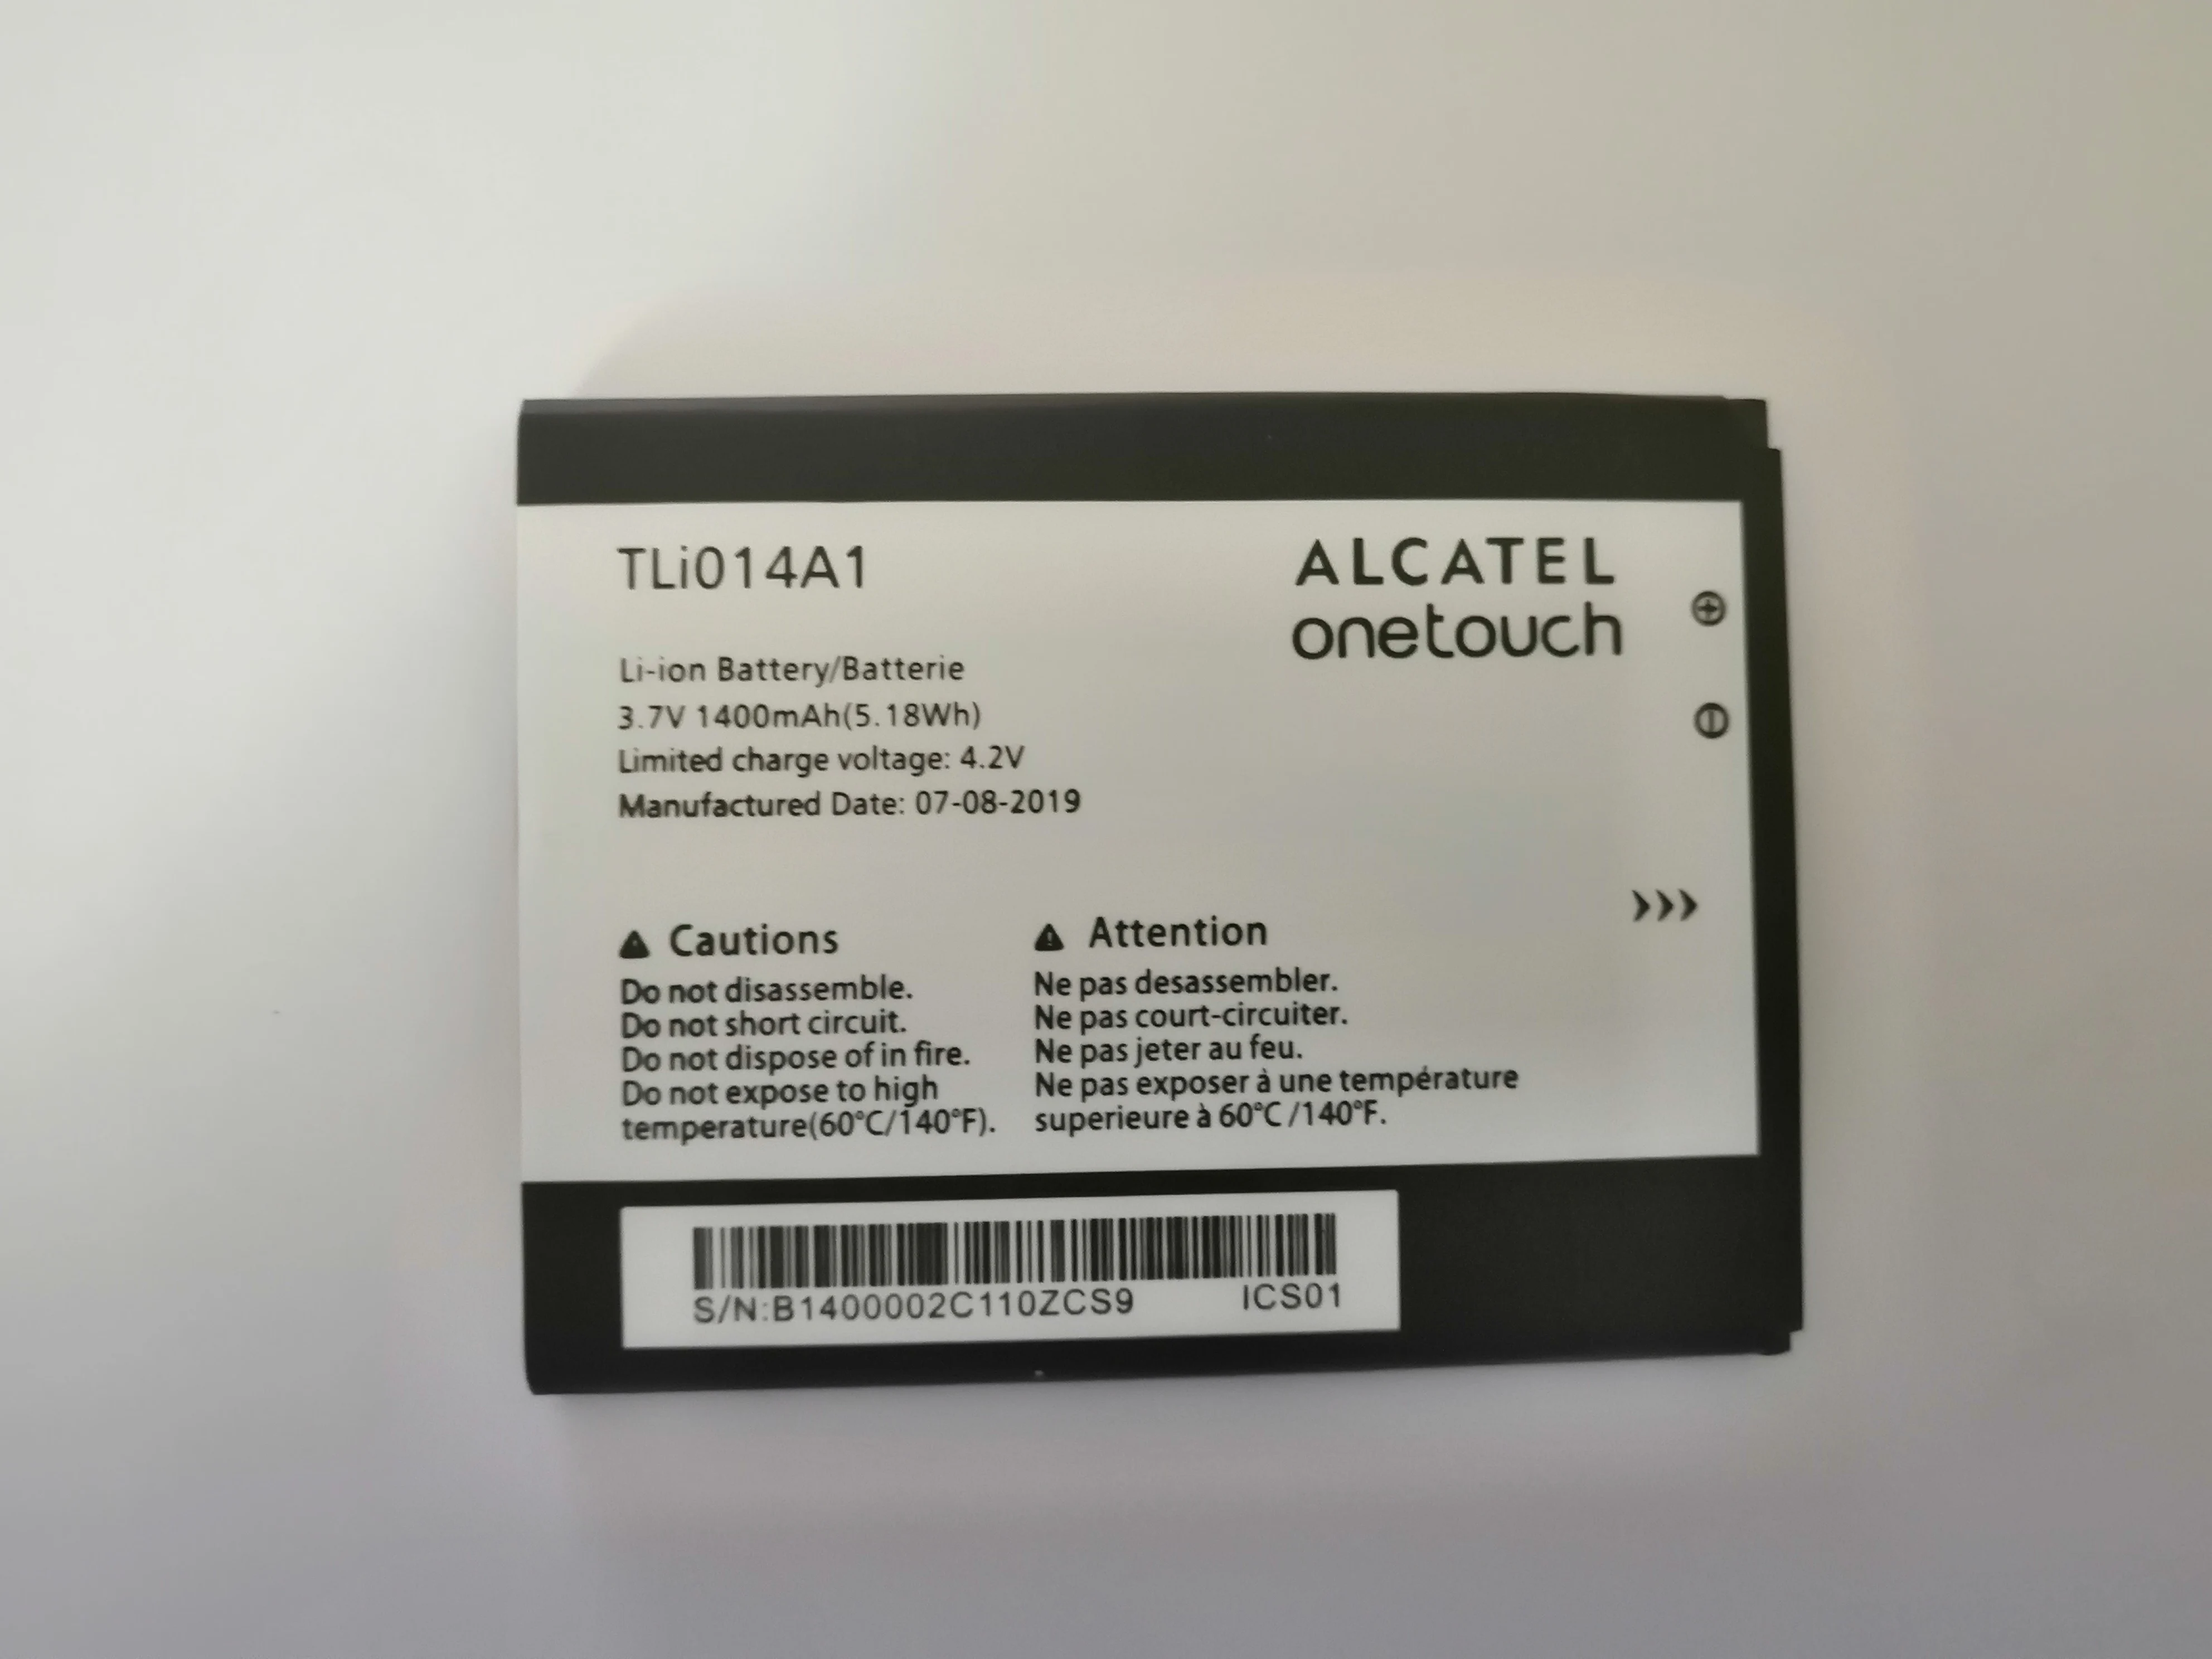 TLi014A1
ALCATEL
onetouch
Li-ion Battery/Batterie
3.7V 1400mAh(5.18Wh)
Limited charge voltage: 4.2V
Manufactured Date: 07-08-2019
Cautions
Do not disassemble.
Do not short circuit.
Do not dispose of in fire.
Do not expose to high
temperature(60°C/140°F).
Attention
Ne pas desassembler.
Ne pas court-circuiter.
Ne pas jeter au feu.
Ne pas exposer à une température
superieure à 60°C /140°F.
S/N:B1400002C110ZCS9 ICS01